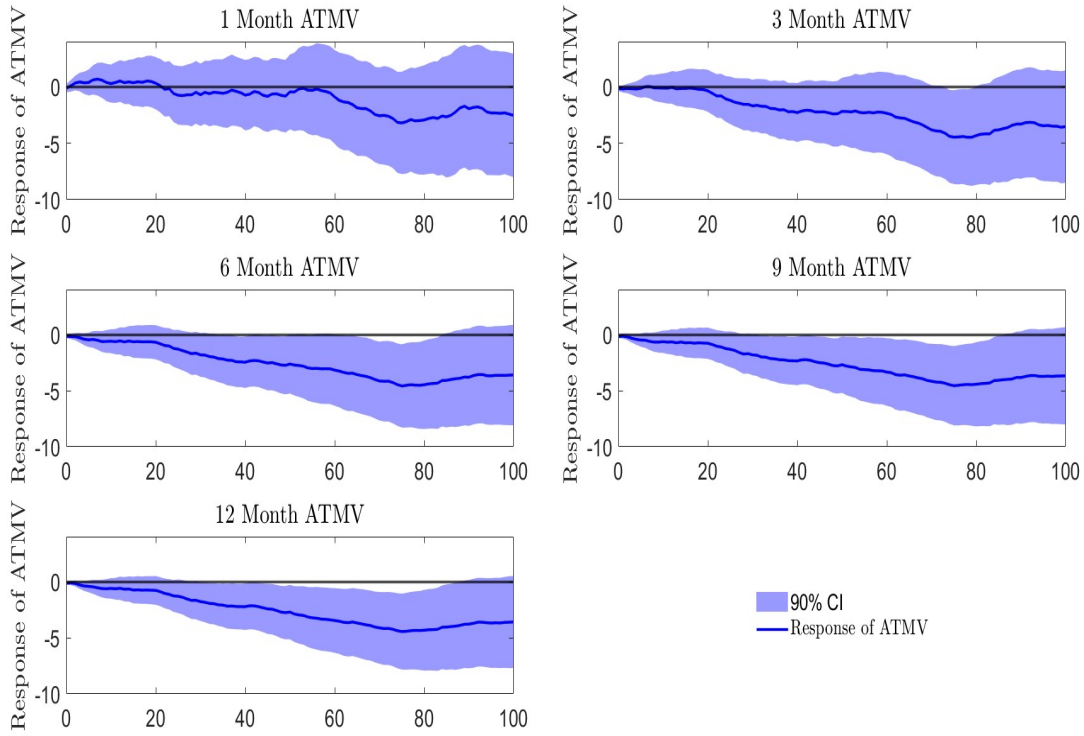 1 Month ATMV
Response of ATMV
0
-5
-10
0 20 40 60 80 100
3 Month ATMV
Response of ATMV
0
-5
-10
0 20 40 60 80 100
6 Month ATMV
Response of ATMV
0
-5
-10
0 20 40 60 80 100
9 Month ATMV
Response of ATMV
0
-5
-10
0 20 40 60 80 100
12 Month ATMV
Response of ATMV
0
-5
-10
0 20 40 60 80 100
90% CI
Response of ATMV